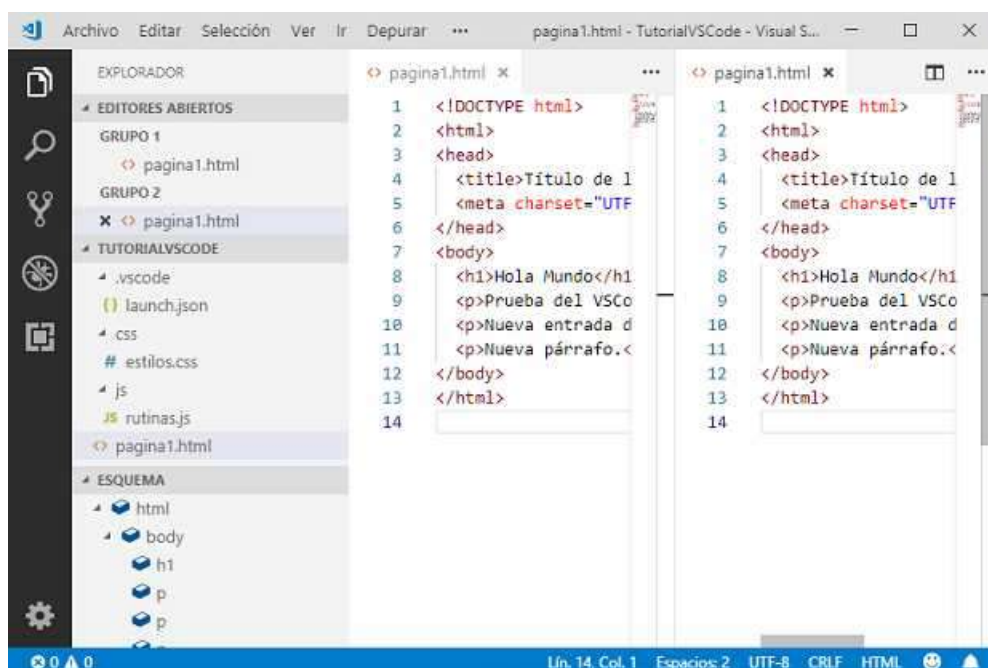 Archivo Editar Selección Ver Ir Depurar ··· pagina1.html - TutorialVSCode - Visual S...
EXPLORADOR
EDITORES ABIERTOS
GRUPO 1
<> pagina1.html
GRUPO 2
<> pagina1.html
TUTORIALVSCODE
.vscode
{} launch.json
css
# estilos.css
js
JS rutinas.js
<> pagina1.html
ESQUEMA
html
body
h1
p
p
<> pagina1.html
1 <!DOCTYPE html>
2 <html>
3 <head>
4 <title>Título de l
5 <meta charset="UTF
6 </head>
7 <body>
8 <h1>Hola Mundo</h1
9 <p>Prueba del VSCo
10 <p>Nueva entrada d
11 <p>Nueva párrafo.<
12 </body>
13 </html>
14
<> pagina1.html
1 <!DOCTYPE html>
2 <html>
3 <head>
4 <title>Título de l
5 <meta charset="UTF
6 </head>
7 <body>
8 <h1>Hola Mundo</h1
9 <p>Prueba del VSCo
10 <p>Nueva entrada d
11 <p>Nueva párrafo.<
12 </body>
13 </html>
14
0 0 Lín. 14, Col. 1 Espacios: 2 UTF-8 CRLF HTML